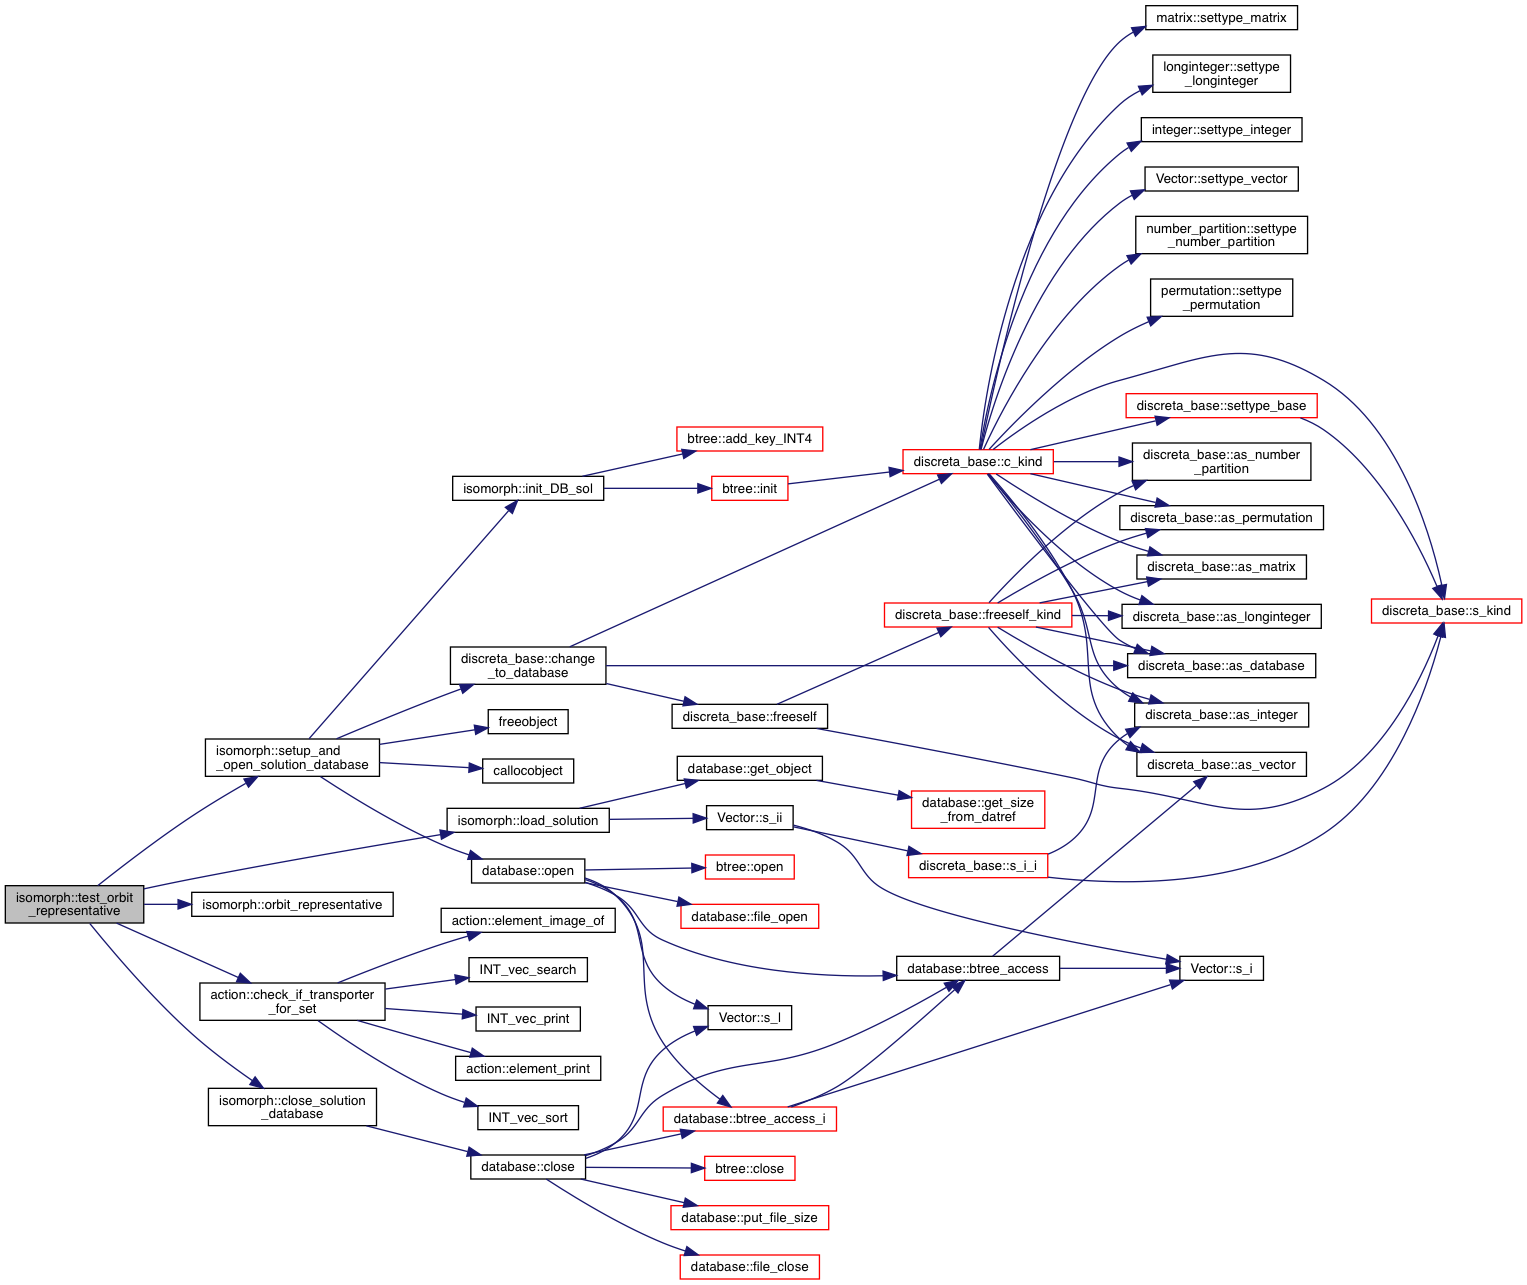 matrix::settype_matrix
longinteger::settype
_longinteger
integer::settype_integer
Vector::settype_vector
number_partition::settype
_number_partition
permutation::settype
_permutation
discreta_base::settype_base
btree::add_key_INT4
discreta_base::as_number
_partition
discreta_base::c_kind
isomorph::init_DB_sol
btree::init
discreta_base::as_permutation
discreta_base::as_matrix
discreta_base::s_kind
discreta_base::freeself_kind
discreta_base::as_longinteger
discreta_base::change
_to_database
discreta_base::as_database
discreta_base::freeself
discreta_base::as_integer
freeobject
isomorph::setup_and
_open_solution_database
callocobject
database::get_object
discreta_base::as_vector
database::get_size
_from_datref
isomorph::load_solution
Vector::s_ii
database::open
btree::open
discreta_base::s_i_i
isomorph::test_orbit
_representative
isomorph::orbit_representative
database::file_open
action::element_image_of
INT_vec_search
database::btree_access
Vector::s_i
action::check_if_transporter
_for_set
INT_vec_print
Vector::s_l
action::element_print
isomorph::close_solution
_database
INT_vec_sort
database::btree_access_i
database::close
btree::close
database::put_file_size
database::file_close